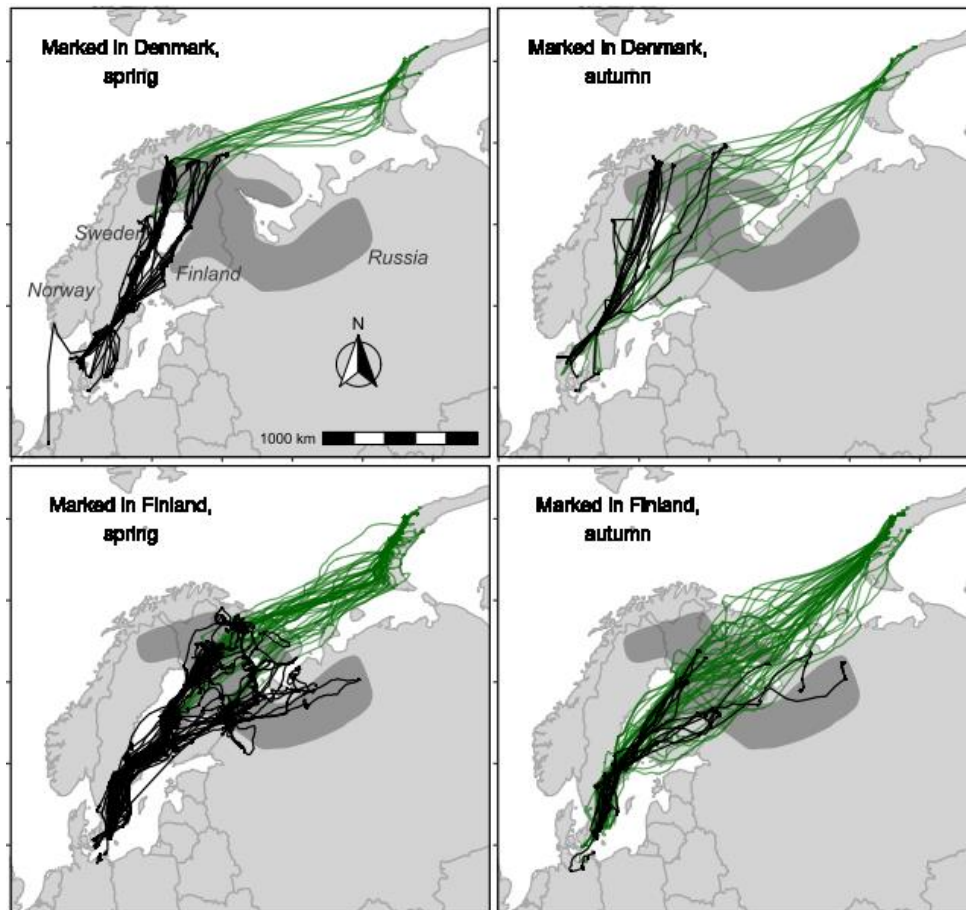 Marked in Denmark,
spring
Marked in Denmark,
autumn
Sweden
Finland
Russia
Norway
N
1000 km
Marked in Finland,
spring
Marked in Finland,
autumn